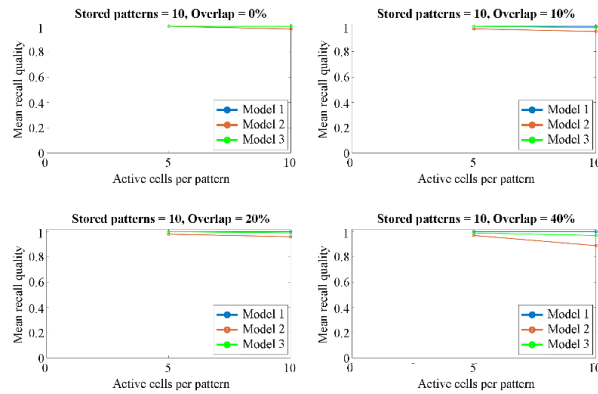 Stored patterns = 10, Overlap = 0%
Mean recall quality
1
0.8
0.6
0.4
0.2
0
0
5
10
Active cells per pattern
Model 1
Model 2
Model 3
Stored patterns = 10, Overlap = 10%
Mean recall quality
1
0.8
0.6
0.4
0.2
0
0
5
10
Active cells per pattern
Model 1
Model 2
Model 3
Stored patterns = 10, Overlap = 20%
Mean recall quality
1
0.8
0.6
0.4
0.2
0
0
5
10
Active cells per pattern
Model 1
Model 2
Model 3
Stored patterns = 10, Overlap = 40%
Mean recall quality
1
0.8
0.6
0.4
0.2
0
0
5
10
Active cells per pattern
Model 1
Model 2
Model 3